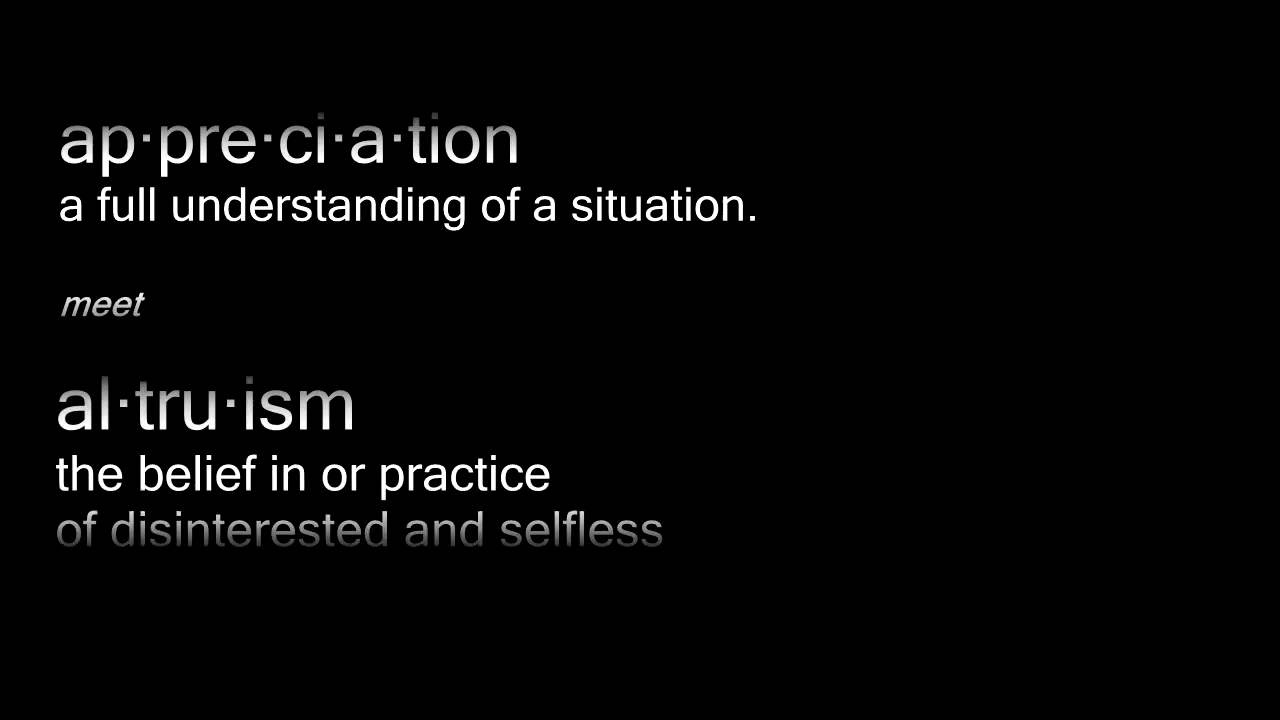 ap·pre·ci·a·tion
a full understanding of a situation.
meet
al·tru·ism
the belief in or practice
of disinterested and selfless